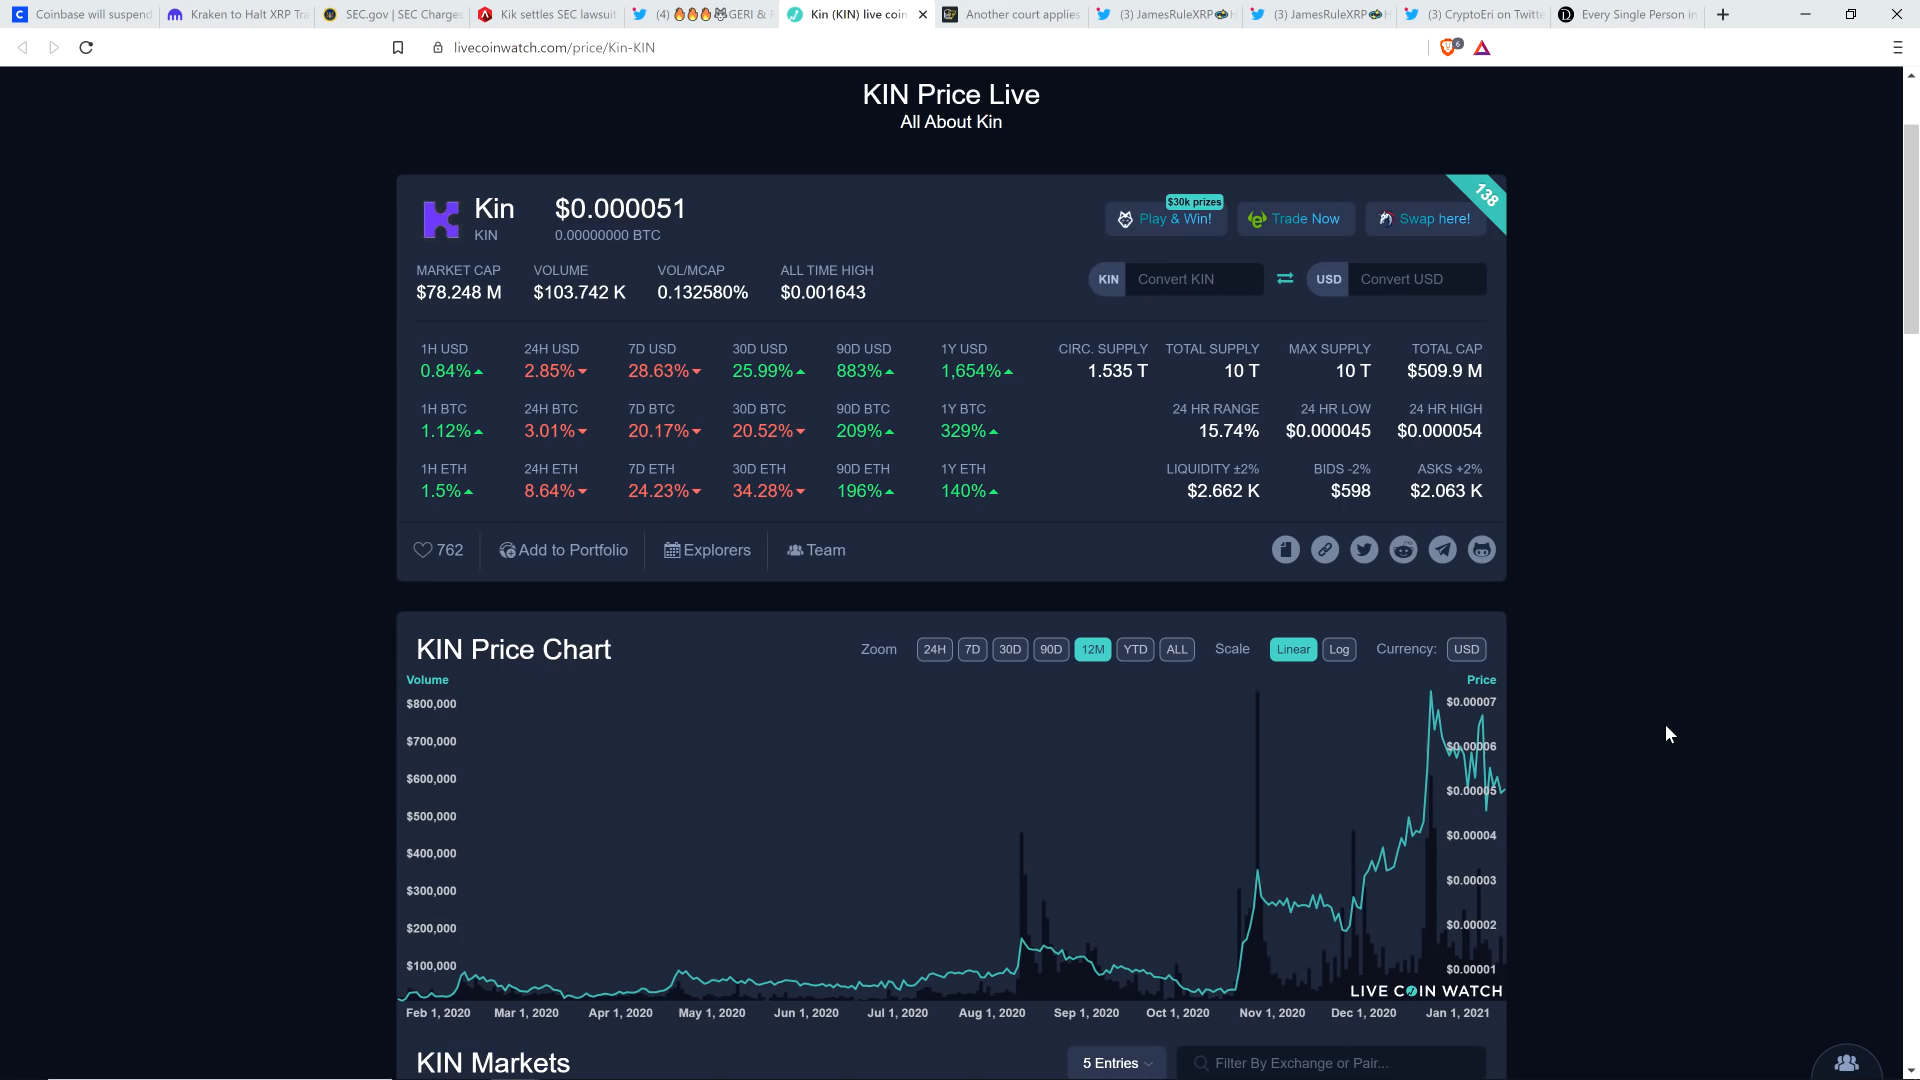 Coinbase will suspend
Kraken to Halt XRP Tra
SEC.gov | SEC Charges
Kik settles SEC lawsuit
(4) 🔥🔥🔥🐺GERI &
Kin (KIN) live coin
Another court applies
(3) JamesRuleXRP
(3) JamesRuleXRP
(3) CryptoEri on Twitte
Every Single Person in
livecoinwatch.com/price/Kin-KIN
6
KIN Price Live
All About Kin
138
Kin
KIN
$0.000051
0.00000000 BTC
$30k prizes
Play & Win!
Trade Now
Swap here!
MARKET CAP VOLUME VOL/MCAP ALL TIME HIGH
$78.248 M $103.742 K 0.132580% $0.001643
KIN Convert KIN USD Convert USD
1H USD 24H USD 7D USD 30D USD 90D USD 1Y USD CIRC. SUPPLY TOTAL SUPPLY MAX SUPPLY TOTAL CAP
0.84% 2.85% 28.63% 25.99% 883% 1,654% 1.535 T 10 T 10 T $509.9 M
1H BTC 24H BTC 7D BTC 30D BTC 90D BTC 1Y BTC 24 HR RANGE 24 HR LOW 24 HR HIGH
1.12% 3.01% 20.17% 20.52% 209% 329% 15.74% $0.000045 $0.000054
1H ETH 24H ETH 7D ETH 30D ETH 90D ETH 1Y ETH LIQUIDITY ±2% BIDS -2% ASKS +2%
1.5% 8.64% 24.23% 34.28% 196% 140% $2.662 K $598 $2.063 K
762 Add to Portfolio Explorers Team
KIN Price Chart Zoom 24H 7D 30D 90D 12M YTD ALL Scale Linear Log Currency: USD
Volume Price
$800,000 $0.00007
$700,000 $0.00006
$600,000 $0.00005
$500,000 $0.00004
$400,000 $0.00003
$300,000 $0.00002
$200,000 $0.00001
$100,000
LIVE COIN WATCH
Feb 1, 2020 Mar 1, 2020 Apr 1, 2020 May 1, 2020 Jun 1, 2020 Jul 1, 2020 Aug 1, 2020 Sep 1, 2020 Oct 1, 2020 Nov 1, 2020 Dec 1, 2020 Jan 1, 2021
KIN Markets 5 Entries Filter By Exchange or Pair...